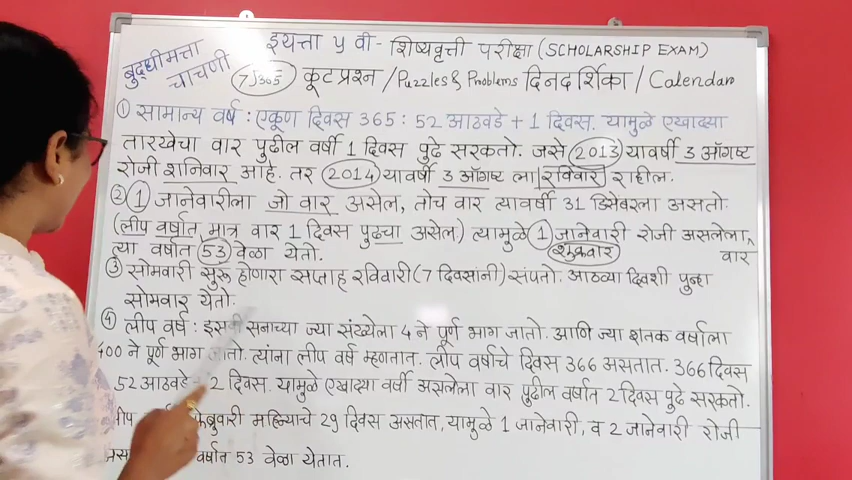 बुद्धीमत्ता चाचणी
इयत्ता ५ वी - शिष्यवृत्ती परीक्षा (SCHOLARSHIP EXAM)
7)365 कूटप्रश्न / Puzzles & Problems दिनदर्शिका / Calendar
① सामान्य वर्ष : एकूण दिवस 365 : 52 आठवडे + 1 दिवस. यामुळे एखाद्या
तारखेचा वार पुढील वर्षी 1 दिवस पुढे सरकतो. जसे 2013 यावर्षी 3 ऑगष्ट
रोजी शनिवार आहे. तर 2014 यावर्षी 3 ऑगष्ट ला रविवार राहील.
② 1 जानेवारीला जो वार असेल, तोच वार त्यावर्षी 31 डिसेंबरला असतो
(लीप वर्षात मात्र वार 1 दिवस पुढचा असेल) त्यामुळे 1 जानेवारी रोजी असलेला वार
त्या वर्षात 53 वेळा येतो. शुक्रवार
③ सोमवारी सुरू होणारा सप्ताह रविवारी (7 दिवसांनी) संपतो. आठव्या दिवशी पुन्हा
सोमवार येतो.
④ लीप वर्ष : इसवी सनाच्या ज्या संख्येला 4 ने पूर्ण भाग जातो. आणि ज्या शतक वर्षाला
400 ने पूर्ण भाग जातो. त्यांना लीप वर्ष म्हणतात. लीप वर्षाचे दिवस 366 असतात. 366 दिवस
52 आठवडे 2 दिवस. यामुळे एखाद्या वर्षी असलेला वार पुढील वर्षात 2 दिवस पुढे सरकतो.
महिन्याचे 29 दिवस असतात, यामुळे 1 जानेवारी, व 2 जानेवारी रोजी
वर्षात 53 वेळा येतात.